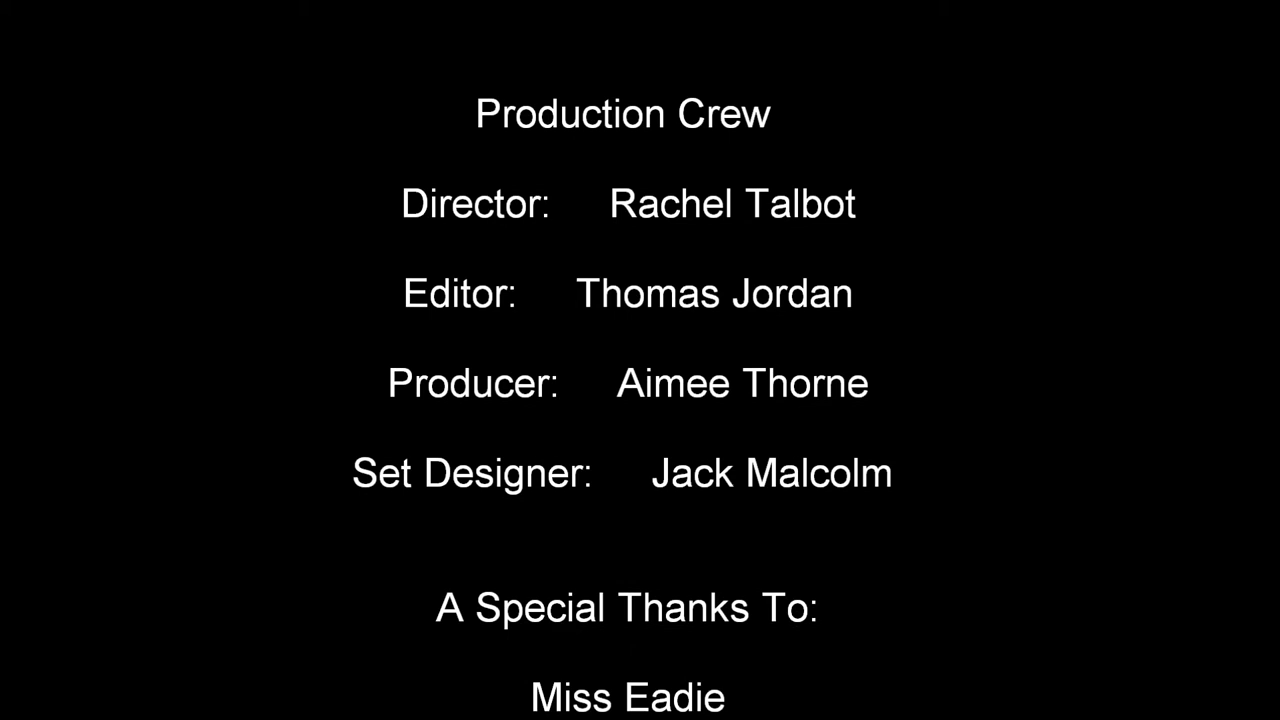 Production Crew
Director: Rachel Talbot
Editor: Thomas Jordan
Producer: Aimee Thorne
Set Designer: Jack Malcolm
A Special Thanks To:
Miss Eadie